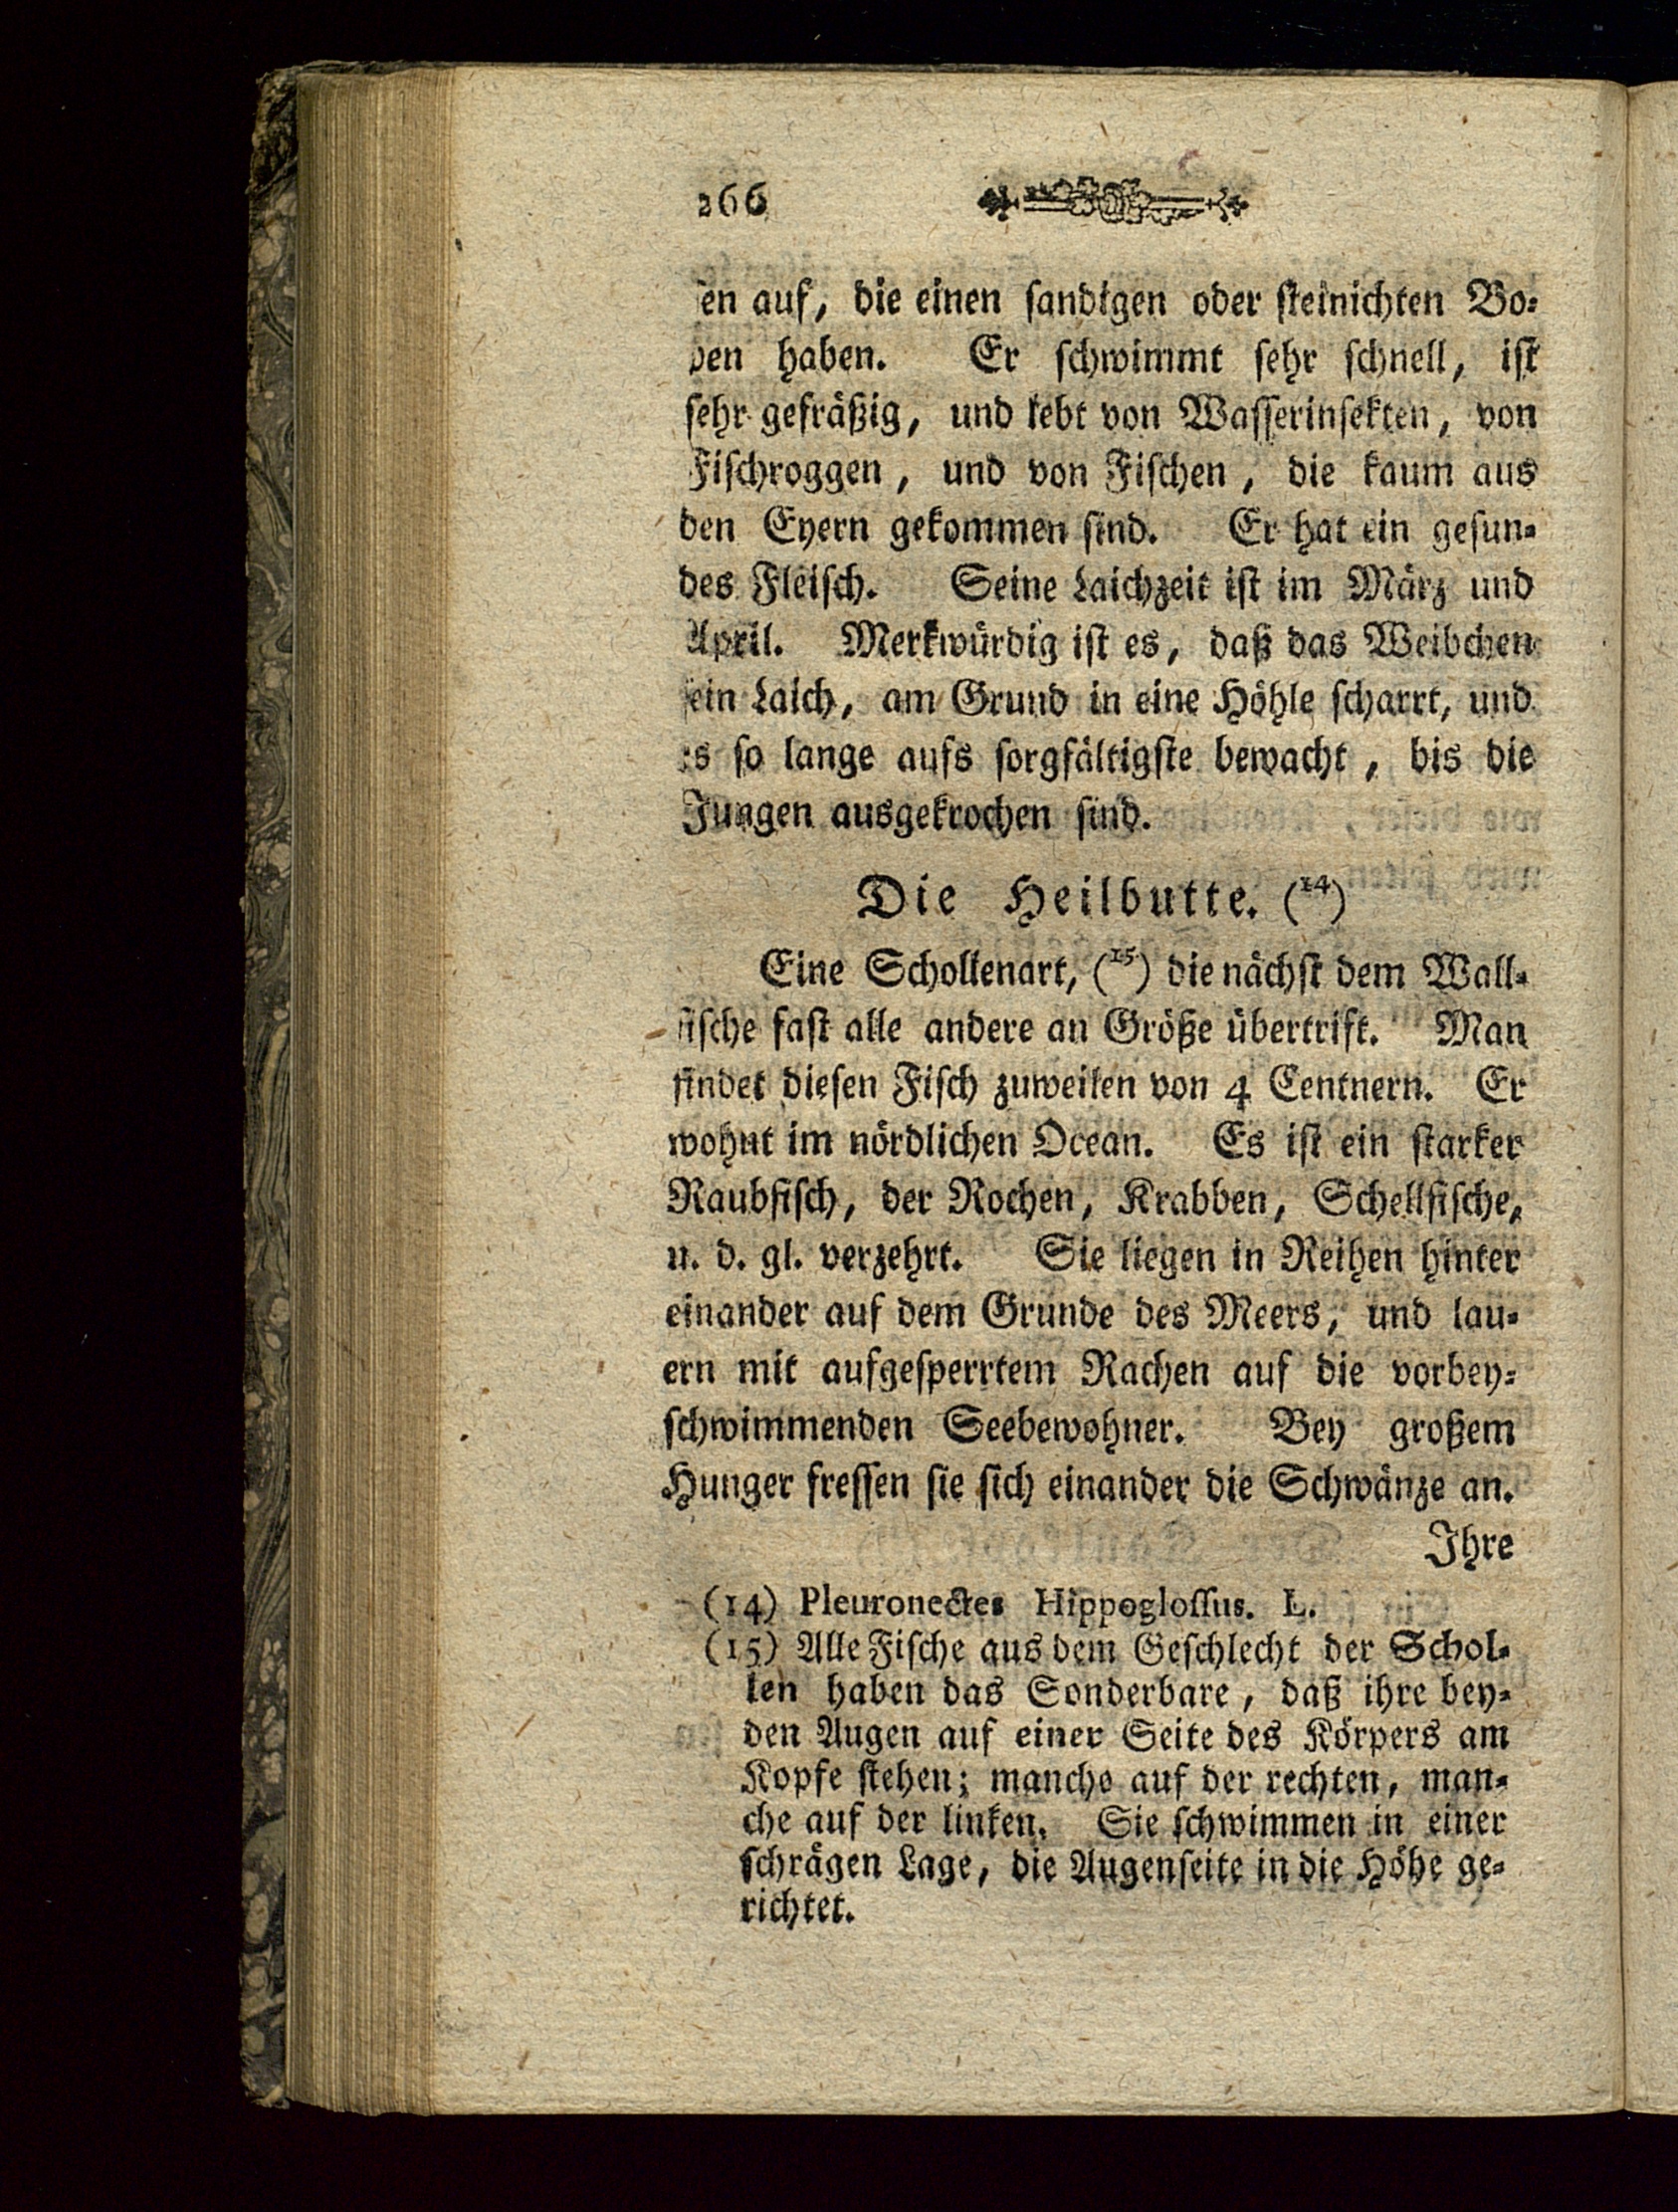 266
en auf, die einen sandigen oder steinichten Bo-
den haben. Er schwimmt sehr schnell, ist
sehr gefräßig, und lebt von Wasserinsekten, von
Fischroggen, und von Fischen, die kaum aus
den Eyern gekommen sind. Er hat ein gesun-
des Fleisch. Seine Laichzeit ist im März und
April. Merkwürdig ist es, daß das Weibchen
sein Laich, am Grund in eine Höhle scharrt, und
es so lange aufs sorgfältigste bewacht, bis die
Jungen ausgekrochen sind.
Die Heilbutte. (14)
Eine Schollenart, (15) die nächst dem Wall-
fische fast alle andere an Größe übertrift. Man
findet diesen Fisch zuweilen von 4 Centnern. Er
wohnt im nördlichen Ocean. Es ist ein starker
Raubfisch, der Rochen, Krabben, Schellfische,
u. d. gl. verzehrt. Sie liegen in Reihen hinter
einander auf dem Grunde des Meers, und lau-
ern mit aufgesperrtem Rachen auf die vorbey-
schwimmenden Seebewohner. Bey großem
Hunger fressen sie sich einander die Schwänze an.
Ihre
(14) Pleuronectes Hippoglossus. L.
(15) Alle Fische aus dem Geschlecht der Schol-
len haben das Sonderbare, daß ihre bey-
den Augen auf einer Seite des Körpers am
Kopfe stehen; manche auf der rechten, man-
che auf der linken. Sie schwimmen in einer
schrägen Lage, die Augenseite in die Höhe ge-
richtet.